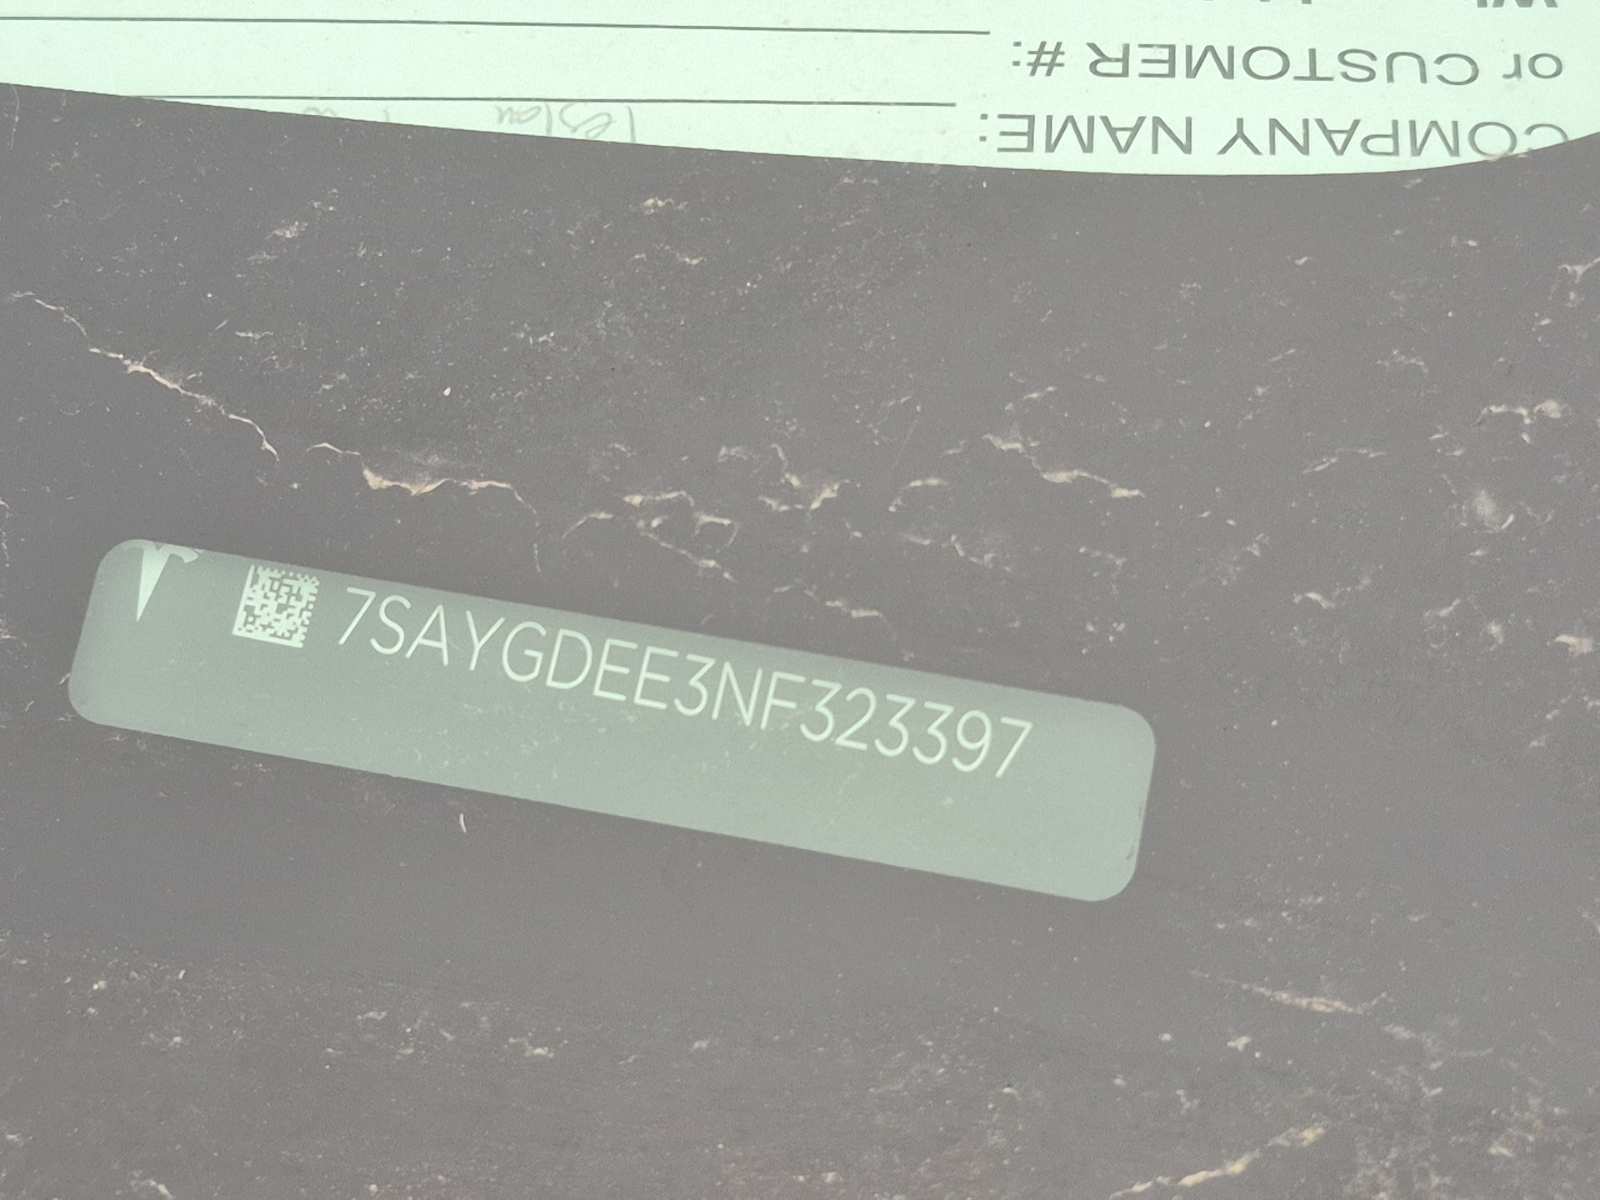 7SAYGDEE3NF323397
COMPANY NAME:
or CUSTOMER #: